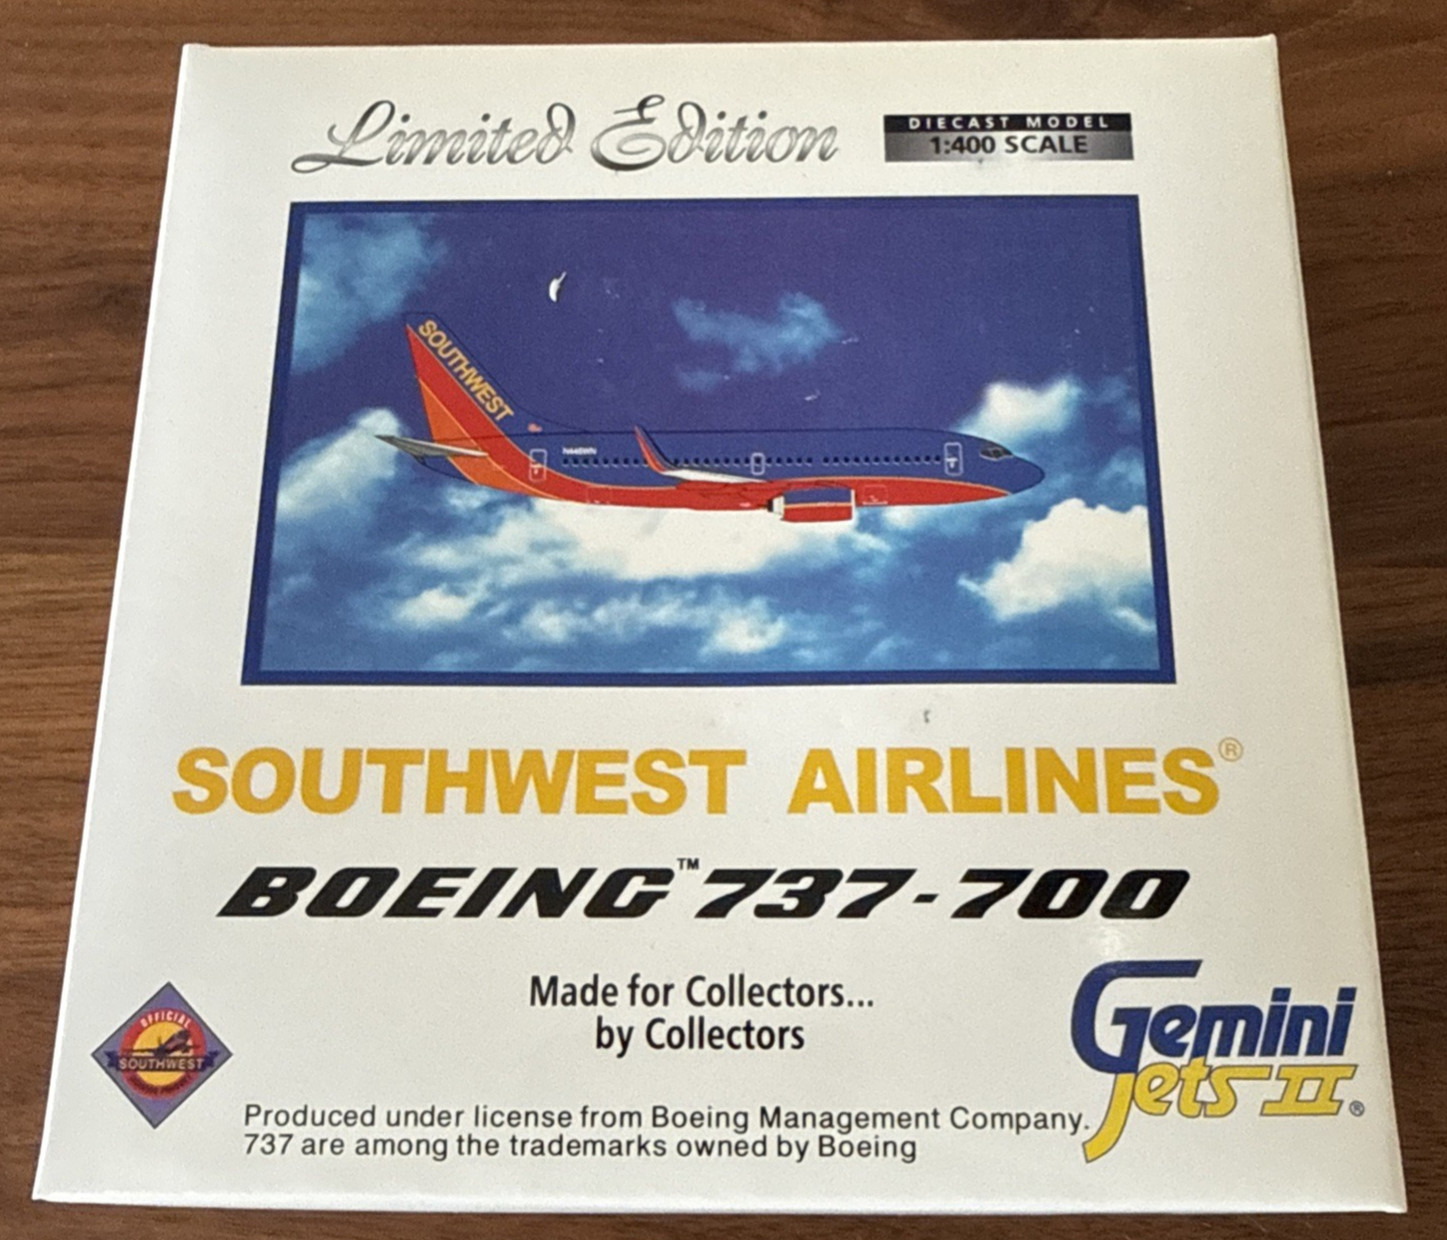 Limited Edition
DIECAST MODEL
1:400 SCALE
SOUTHWEST
SOUTHWEST AIRLINES®
BOEING™ 737-700
Made for Collectors...
by Collectors
OFFICIAL
SOUTHWEST
Gemini
Jets II®
Produced under license from Boeing Management Company.
737 are among the trademarks owned by Boeing